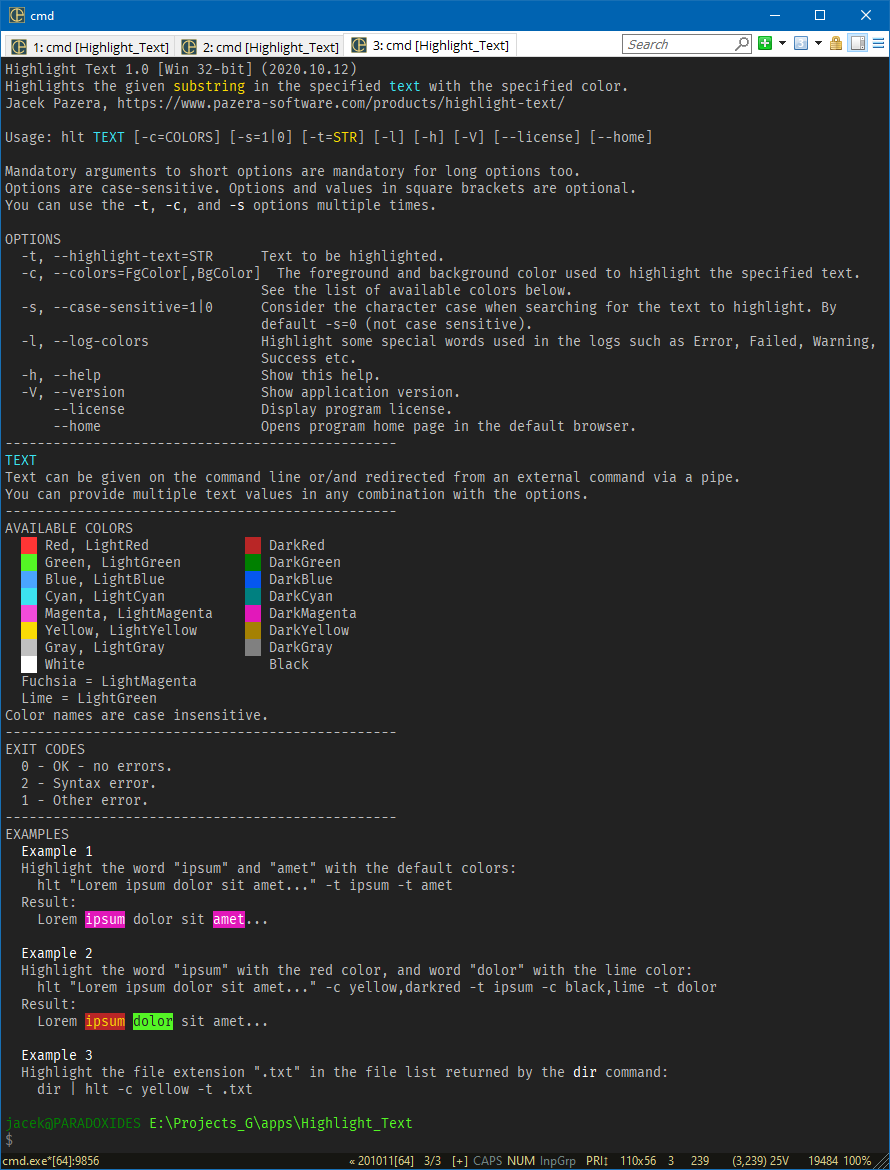 cmd
1: cmd [Highlight_Text] 2: cmd [Highlight_Text] 3: cmd [Highlight_Text] Search
Highlight Text 1.0 [Win 32-bit] (2020.10.12)
Highlights the given substring in the specified text with the specified color.
Jacek Pazera, https://www.pazera-software.com/products/highlight-text/
Usage: hlt TEXT [-c=COLORS] [-s=1|0] [-t=STR] [-l] [-h] [-V] [--license] [--home]
Mandatory arguments to short options are mandatory for long options too.
Options are case-sensitive. Options and values in square brackets are optional.
You can use the -t, -c, and -s options multiple times.
OPTIONS
-t, --highlight-text=STR Text to be highlighted.
-c, --colors=FgColor[,BgColor] The foreground and background color used to highlight the specified text.
See the list of available colors below.
-s, --case-sensitive=1|0 Consider the character case when searching for the text to highlight. By
default -s=0 (not case sensitive).
-l, --log-colors Highlight some special words used in the logs such as Error, Failed, Warning,
Success etc.
-h, --help Show this help.
-V, --version Show application version.
--license Display program license.
--home Opens program home page in the default browser.
-------------------------------------------------
TEXT
Text can be given on the command line or/and redirected from an external command via a pipe.
You can provide multiple text values in any combination with the options.
-------------------------------------------------
AVAILABLE COLORS
Red, LightRed DarkRed
Green, LightGreen DarkGreen
Blue, LightBlue DarkBlue
Cyan, LightCyan DarkCyan
Magenta, LightMagenta DarkMagenta
Yellow, LightYellow DarkYellow
Gray, LightGray DarkGray
White Black
Fuchsia = LightMagenta
Lime = LightGreen
Color names are case insensitive.
-------------------------------------------------
EXIT CODES
0 - OK - no errors.
2 - Syntax error.
1 - Other error.
-------------------------------------------------
EXAMPLES
Example 1
Highlight the word "ipsum" and "amet" with the default colors:
hlt "Lorem ipsum dolor sit amet..." -t ipsum -t amet
Result:
Lorem ipsum dolor sit amet...
Example 2
Highlight the word "ipsum" with the red color, and word "dolor" with the lime color:
hlt "Lorem ipsum dolor sit amet..." -c yellow,darkred -t ipsum -c black,lime -t dolor
Result:
Lorem ipsum dolor sit amet...
Example 3
Highlight the file extension ".txt" in the file list returned by the dir command:
dir | hlt -c yellow -t .txt
jacek@PARADOXIDES E:\Projects_G\apps\Highlight_Text
$
cmd.exe*[64]:9856 « 201011[64] 3/3 [+] CAPS NUM InpGrp PRI↕ 110x56 3 239 (3,239) 25V 19484 100%